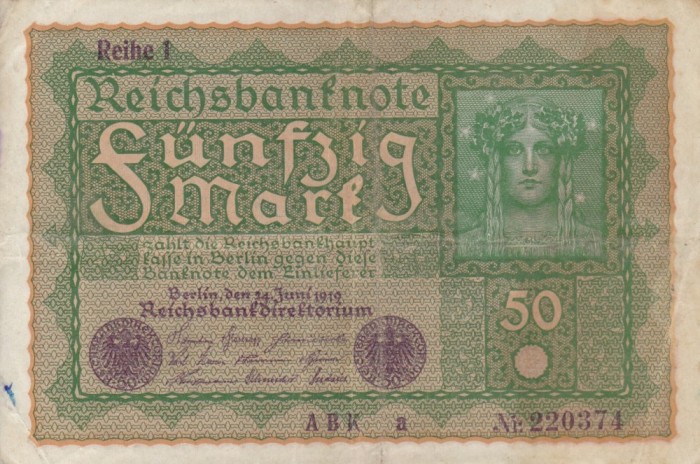 Reihe 1
Reichsbanknote
Fünfzig
Mark
zahlt die Reichsbankhaupt
kasse in Berlin gegen diese
Banknote dem Einlieferer
Berlin, den 24. Juni 1919
Reichsbankdirektorium
50
ABK a
Nr: 220374